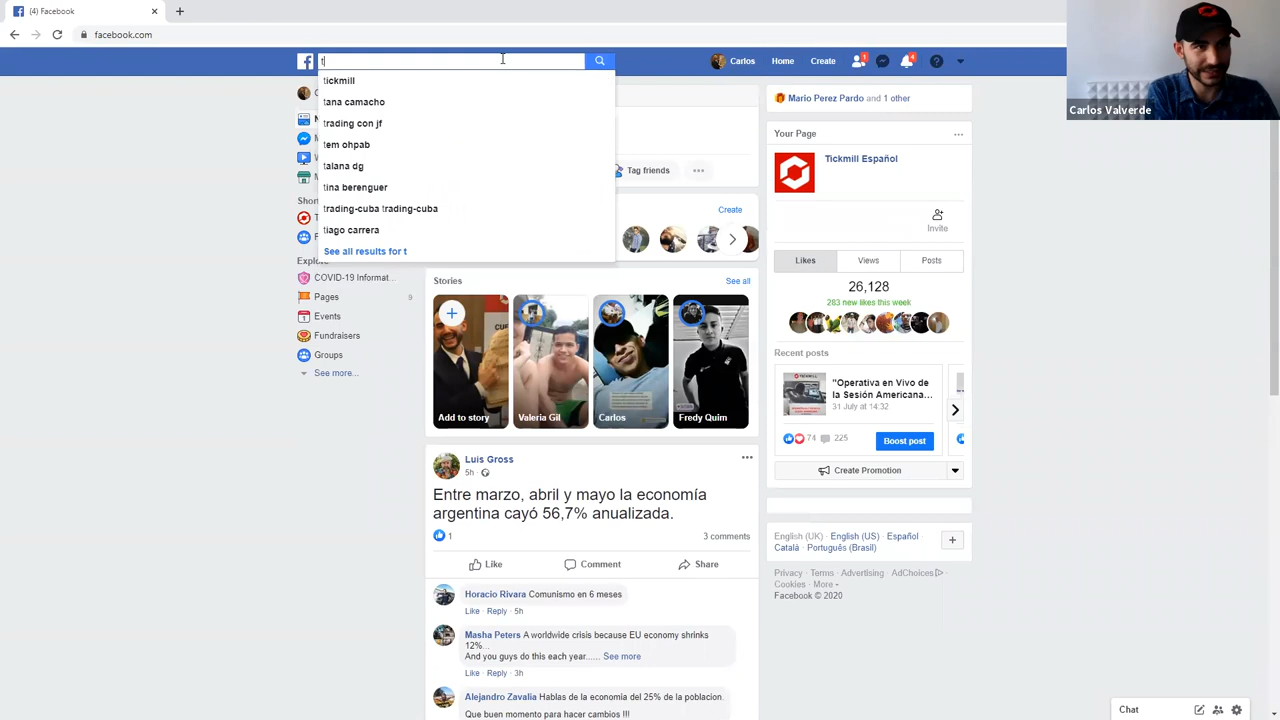 (4) Facebook
facebook.com
t
Carlos
Home
Create
1
4
tickmill
tana camacho
trading con jf
tem ohpab
talana dg
tina berenguer
trading-cuba trading-cuba
tiago carrera
See all results for t
Explore
COVID-19 Informat...
Pages
9
Events
Fundraisers
Groups
See more...
Tag friends
Create
Stories
See all
Add to story
Valeria Gil
Carlos
Fredy Quim
Luis Gross
5h
Entre marzo, abril y mayo la economía
argentina cayó 56,7% anualizada.
1
3 comments
Like
Comment
Share
Horacio Rivara Comunismo en 6 meses
Like · Reply · 5h
Masha Peters A worldwide crisis because EU economy shrinks
12%...
And you guys do this each year...... See more
Like · Reply · 3h
Alejandro Zavalia Hablas de la economía del 25% de la poblacion.
Que buen momento para hacer cambios !!!
Mario Perez Pardo and 1 other
Your Page
Tickmill Español
Invite
Likes
Views
Posts
26,128
283 new likes this week
Recent posts
"Operativa en Vivo de
la Sesión Americana...
31 July at 14:32
74
225
Boost post
Create Promotion
English (UK) · English (US) · Español ·
Català · Português (Brasil)
Privacy · Terms · Advertising · AdChoices ·
Cookies · More
Facebook © 2020
Chat
Carlos Valverde